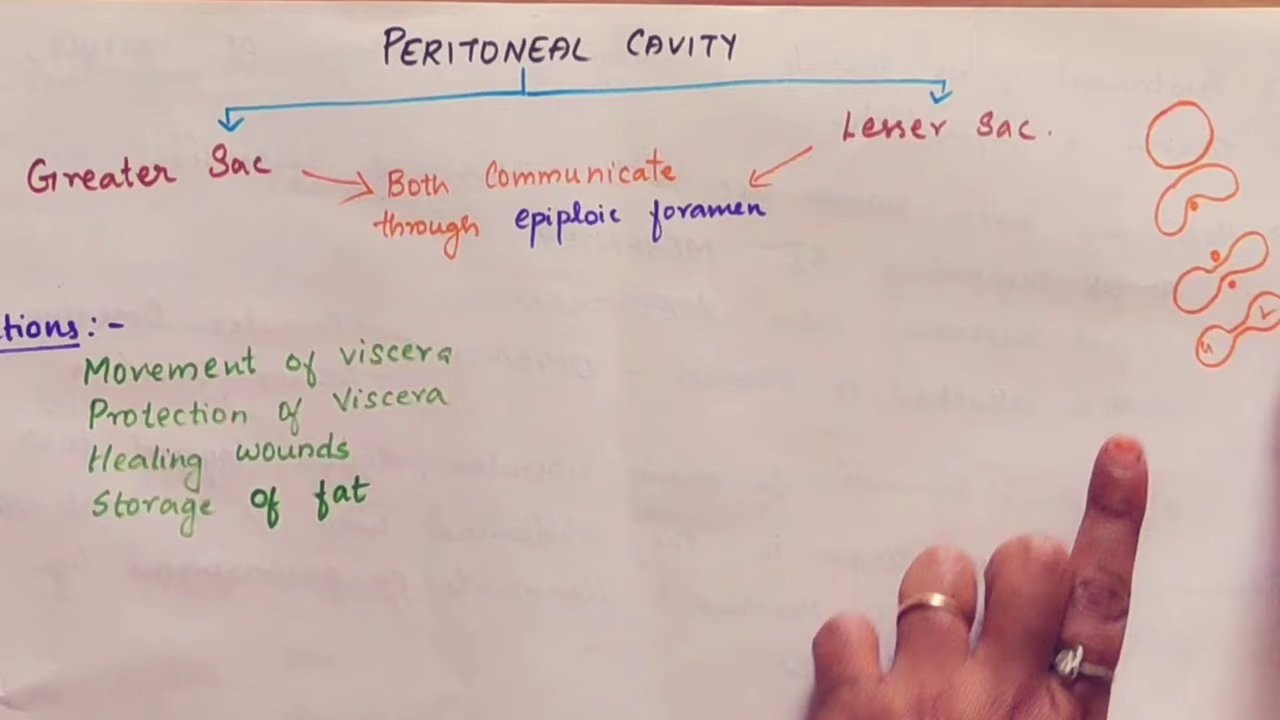 PERITONEAL CAVITY
Greater Sac
Lesser Sac.
Both Communicate
through epiploic foramen
tions:-
Movement of viscera
Protection of viscera
Healing wounds
Storage of fat